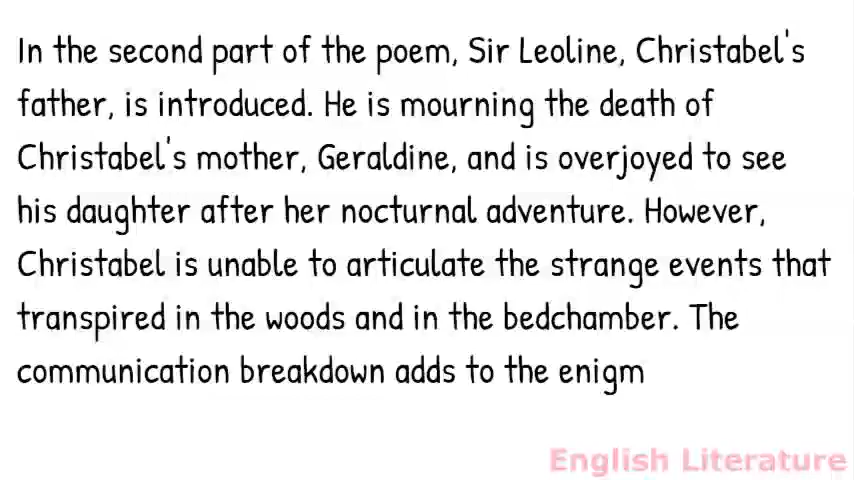 In the second part of the poem, Sir Leoline, Christabel's
father, is introduced. He is mourning the death of
Christabel's mother, Geraldine, and is overjoyed to see
his daughter after her nocturnal adventure. However,
Christabel is unable to articulate the strange events that
transpired in the woods and in the bedchamber. The
communication breakdown adds to the enigm
English Literature